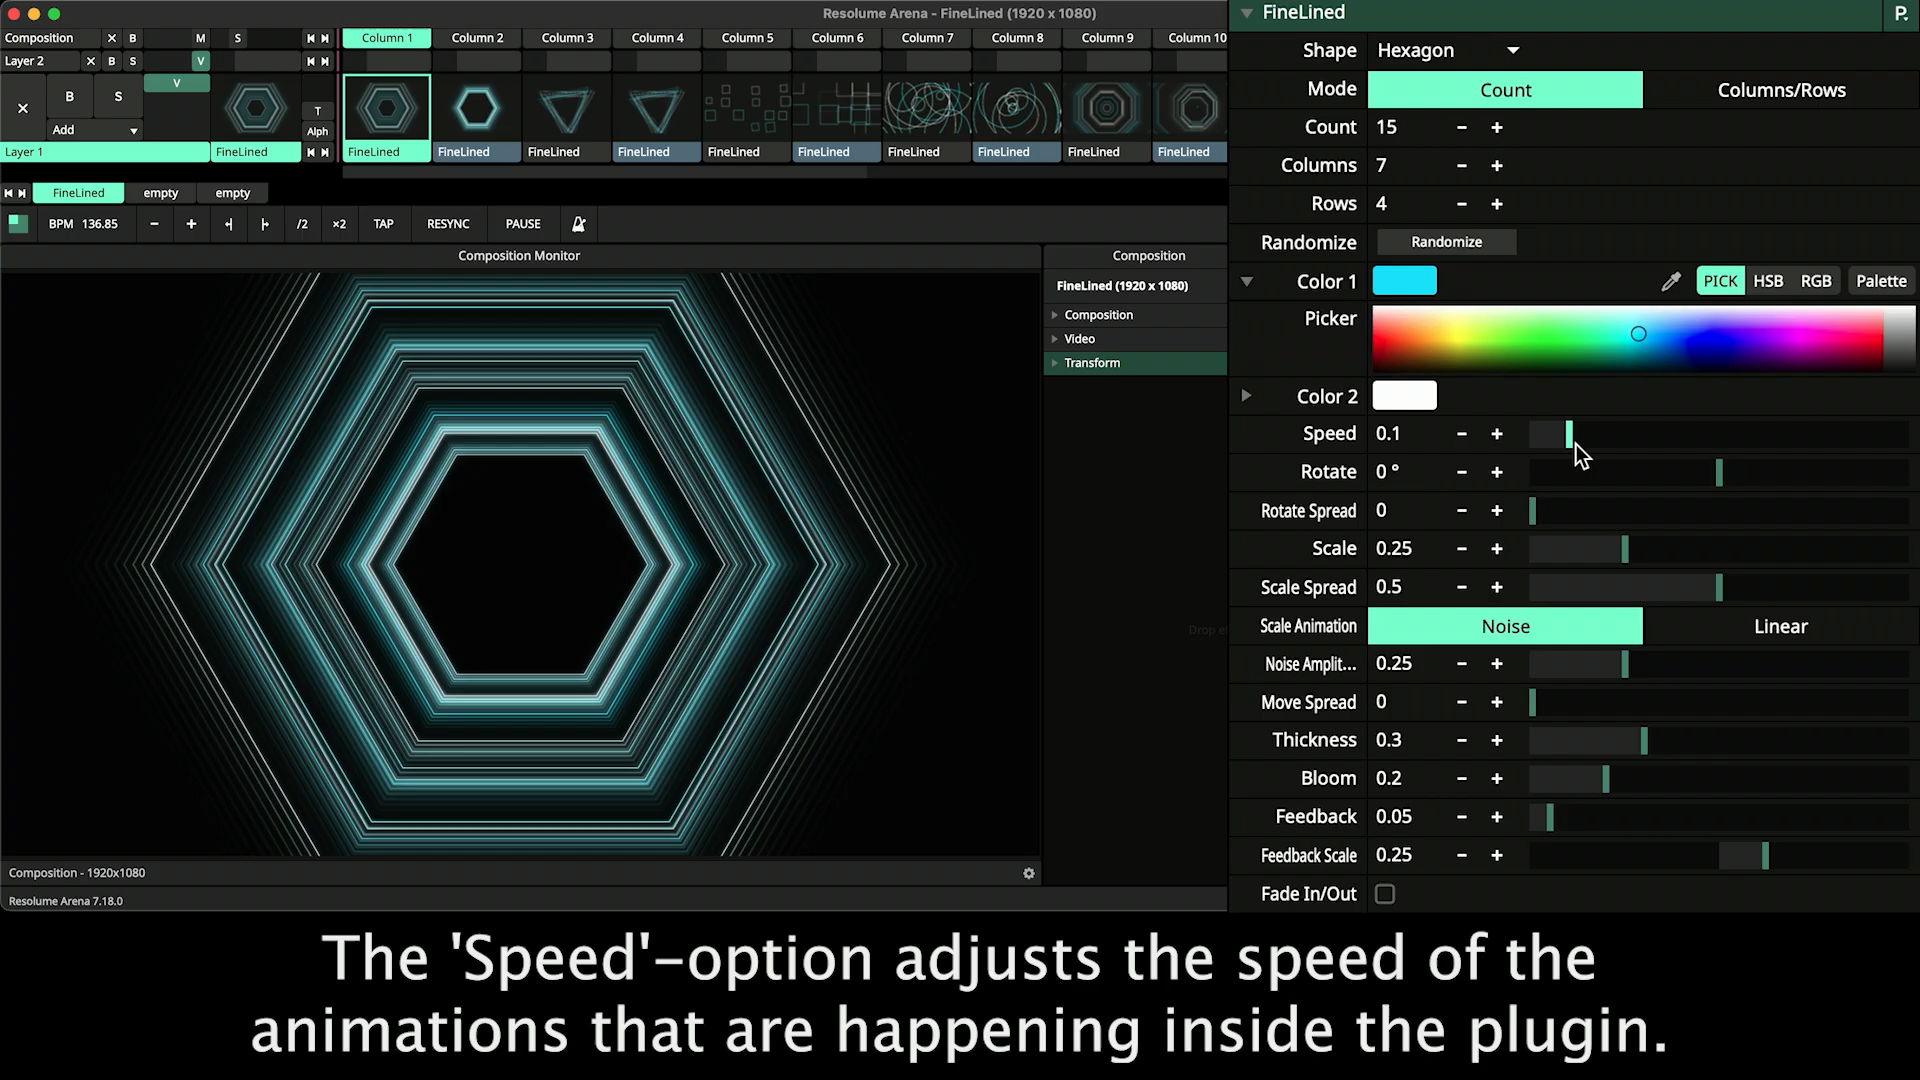 Resolume Arena - FineLined (1920 x 1080)
Composition X B M S
Column 1 Column 2 Column 3 Column 4 Column 5 Column 6 Column 7 Column 8 Column 9 Column 10
Layer 2 X B S V
X B S V T
Add Alph
Layer 1 FineLined FineLined FineLined FineLined FineLined FineLined FineLined FineLined FineLined FineLined FineLined
FineLined empty empty
BPM 136.85 - + /2 ×2 TAP RESYNC PAUSE
Composition Monitor
Composition
FineLined (1920 x 1080)
Composition
Video
Transform
Composition - 1920x1080
Resolume Arena 7.18.0
FineLined P.
Shape Hexagon
Mode Count Columns/Rows
Count 15 - +
Columns 7 - +
Rows 4 - +
Randomize Randomize
Color 1 PICK HSB RGB Palette
Picker
Color 2
Speed 0.1 - +
Rotate 0 ° - +
Rotate Spread 0 - +
Scale 0.25 - +
Scale Spread 0.5 - +
Scale Animation Noise Linear
Noise Amplit... 0.25 - +
Move Spread 0 - +
Thickness 0.3 - +
Bloom 0.2 - +
Feedback 0.05 - +
Feedback Scale 0.25 - +
Fade In/Out
The 'Speed'-option adjusts the speed of the
animations that are happening inside the plugin.